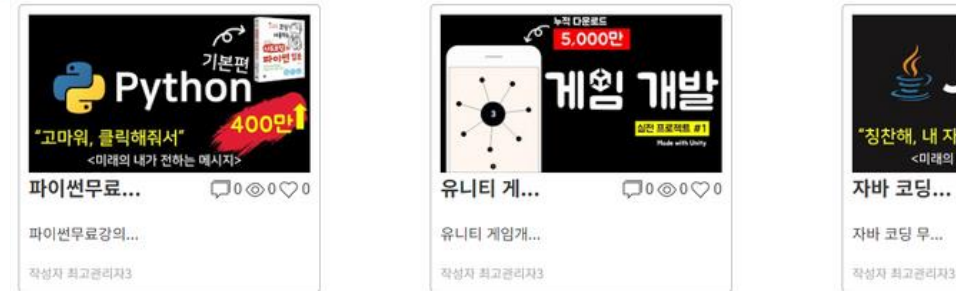 기본편
Python
400만
"고마워, 클릭해줘서"
<미래의 내가 전하는 메시지>
파이썬무료... 0 0 0
파이썬무료강의...
작성자 최고관리자3
누적 다운로드
5,000만
3
게임 개발
실전 프로젝트 #1
Made with Unity
유니티 게... 0 0 0
유니티 게임개...
작성자 최고관리자3
"칭찬해, 내 자
<미래의
자바 코딩...
자바 코딩 무...
작성자 최고관리자3